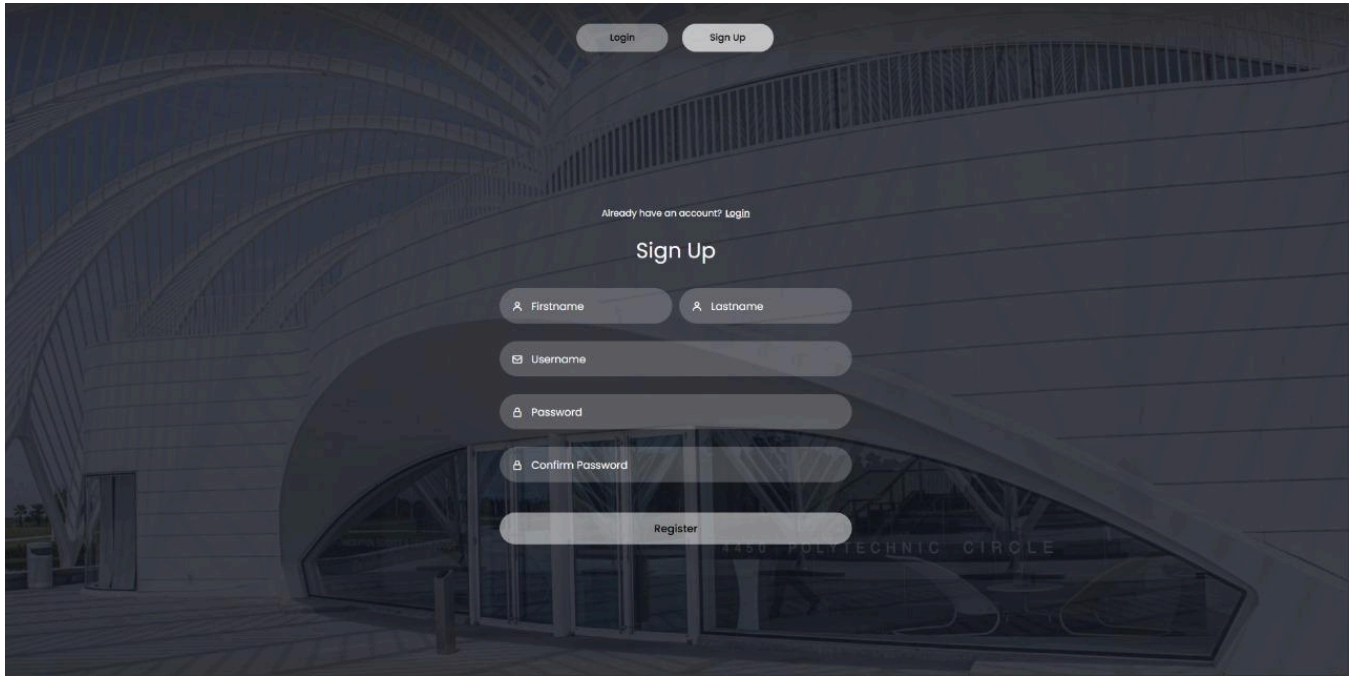 Login Sign Up
Already have an account? Login
Sign Up
Firstname Lastname
Username
Password
Confirm Password
Register
4450 POLYTECHNIC CIRCLE